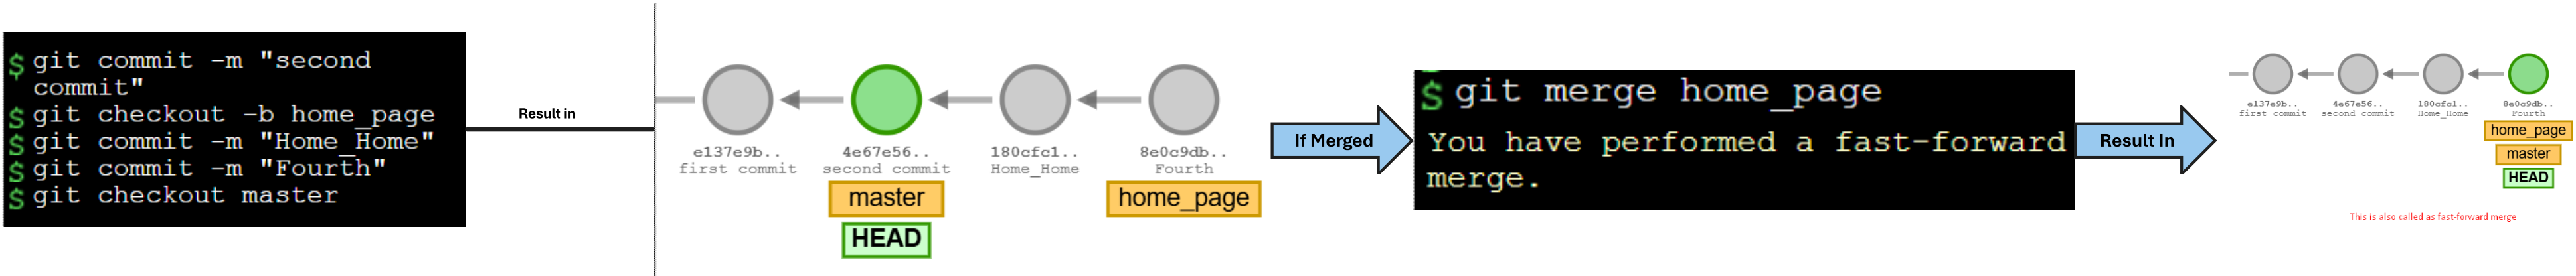 $ git commit -m "second
commit"
$ git checkout -b home_page
$ git commit -m "Home_Home"
$ git commit -m "Fourth"
$ git checkout master
Result in
e137e9b..
first commit
4e67e56..
second commit
master
HEAD
180cfc1..
Home_Home
8e0c9db..
Fourth
home_page
If Merged
$ git merge home_page
You have performed a fast-forward
merge.
Result In
e137e9b..
first commit
4e67e56..
second commit
180cfc1..
Home_Home
8e0c9db..
Fourth
home_page
master
HEAD
This is also called as fast-forward merge